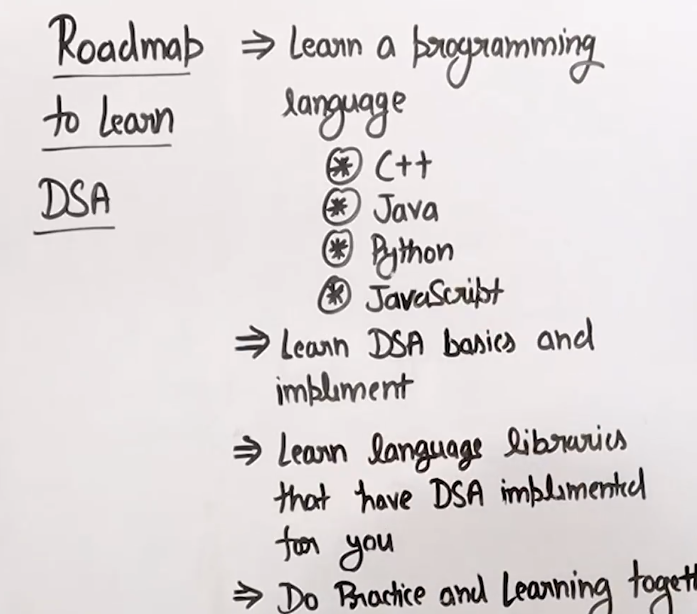 Roadmap ⇒ Learn a programming
to Learn language
⊛ C++
DSA ⊛ Java
⊛ Python
⊛ JavaScript
⇒ Learn DSA basics and
impliment
⇒ Learn language libraries
that have DSA implimented
for you
⇒ Do Practice and Learning togeth